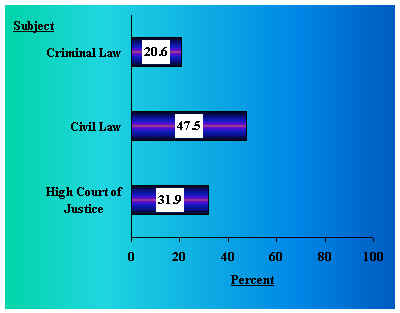 Subject
Criminal Law
20.6
Civil Law
47.5
High Court of
Justice
31.9
0 20 40 60 80 100
Percent